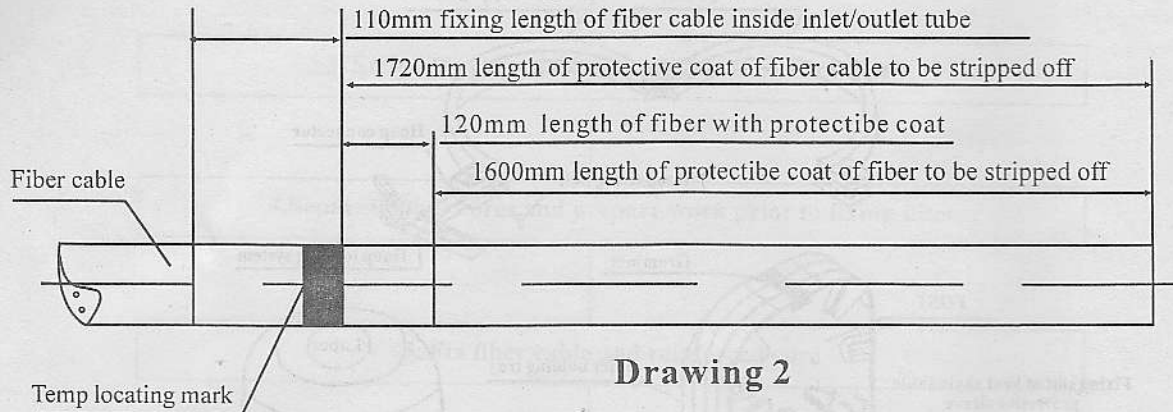 110mm fixing length of fiber cable inside inlet/outlet tube
1720mm length of protective coat of fiber cable to be stripped off
120mm length of fiber with protectibe coat
1600mm length of protectibe coat of fiber to be stripped off
Fiber cable
Drawing 2
Temp locating mark